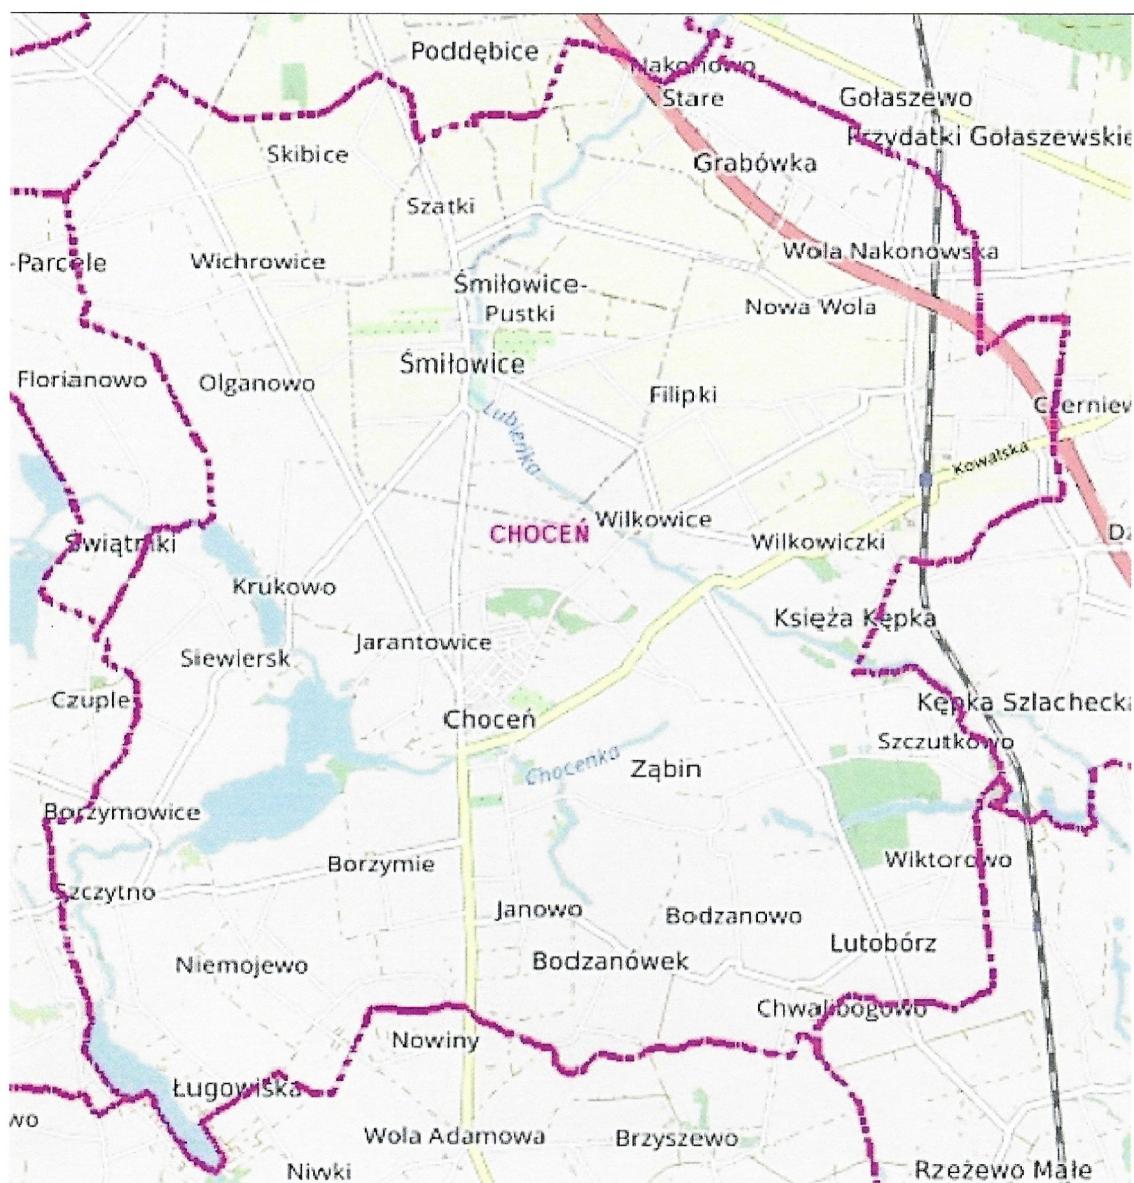 Poddębice
Nakonowo
Stare
Gołaszewo
Przydatki Gołaszewskie
Skibice
Grabówka
Szatki
-Parcele
Wichrowice
Wola Nakonowska
Śmiłowice-
Pustki
Nowa Wola
Śmiłowice
Florianowo
Olganowo
Filipki
Czerniew
Lubieńka
Kowalska
CHOCEŃ
Wilkowice
Wilkowiczki
Dz
Świątniki
Krukowo
Księża Kępka
Jarantowice
Siewiersk
Czuple
Kępka Szlachecka
Choceń
Szczutkowo
Chocenka
Ząbin
Borzymowice
Borzymie
Wiktorowo
Szczytno
Janowo
Bodzanowo
Lutobórz
Niemojewo
Bodzanówek
Chwalibogowo
Nowiny
Ługowiska
wo
Wola Adamowa
Brzyszewo
Niwki
Rzeżewo Małe